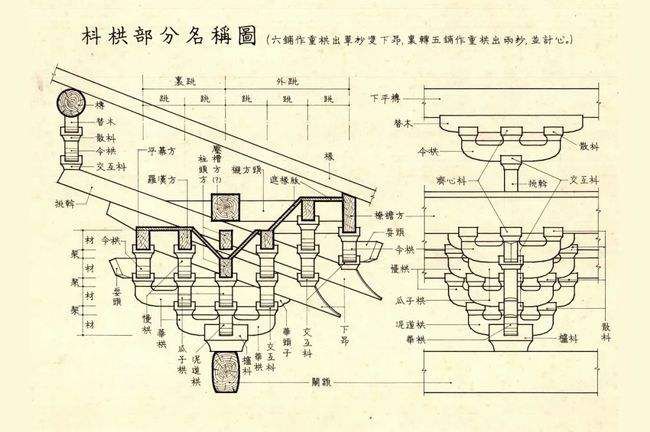 枓栱部分名稱圖
(六鋪作重栱出單杪雙下昂,裏轉五鋪作重栱出兩杪,並計心。)
裏跳 外跳
跳 跳 跳 跳 跳
槫
替木
散枓
令栱
交互枓
平棊方
羅漢方
壓槽方(?)
柱頭方
襯方頭
遮椽版
椽
挑斡
橑檐方
耍頭
令栱
材
栔
材
栔
材
栔
材
令栱
耍頭
華栱
慢栱
瓜子栱
泥道栱
櫨枓
華栱
交互枓
華頭子
交互枓
下昂
闌額
下平槫
替木
令栱
散枓
齊心枓
挑斡
交互枓
慢栱
瓜子栱
泥道栱
華栱
櫨枓
散枓